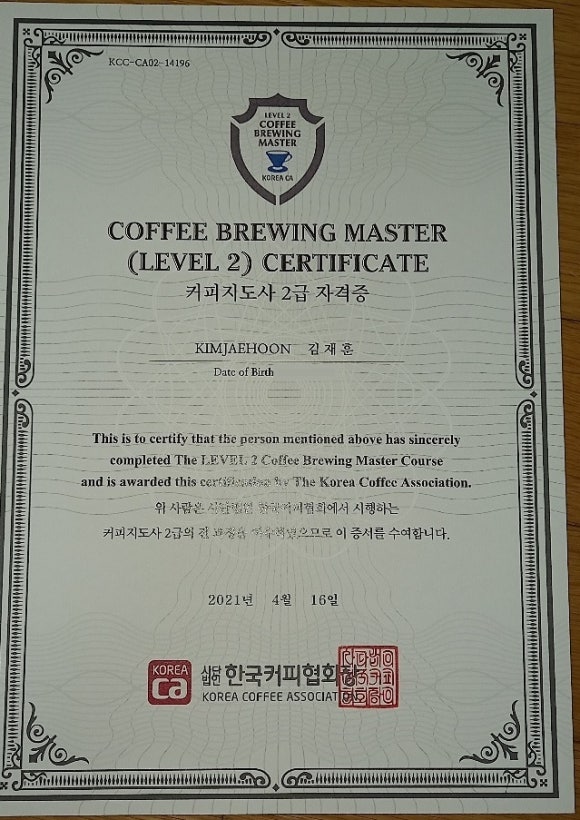 KCC-CA02-14196
LEVEL 2
COFFEE
BREWING
MASTER
KOREA CA
COFFEE BREWING MASTER
(LEVEL 2) CERTIFICATE
커피지도사 2급 자격증
KIMJAEHOON 김재훈
Date of Birth
This is to certify that the person mentioned above has sincerely
completed The LEVEL 2 Coffee Brewing Master Course
and is awarded this certification by The Korea Coffee Association.
위 사람은 사단법인 한국커피협회에서 시행하는
커피지도사 2급의 전 과정을 이수하였으므로 이 증서를 수여합니다.
2021년 4월 16일
KOREA
ca
사단법인 한국커피협회장
KOREA COFFEE ASSOCIATION